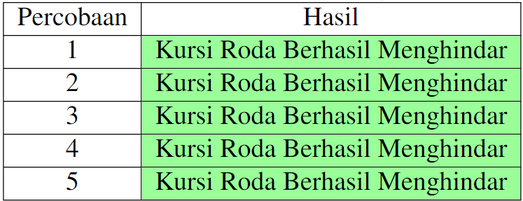 Percobaan Hasil
1 Kursi Roda Berhasil Menghindar
2 Kursi Roda Berhasil Menghindar
3 Kursi Roda Berhasil Menghindar
4 Kursi Roda Berhasil Menghindar
5 Kursi Roda Berhasil Menghindar